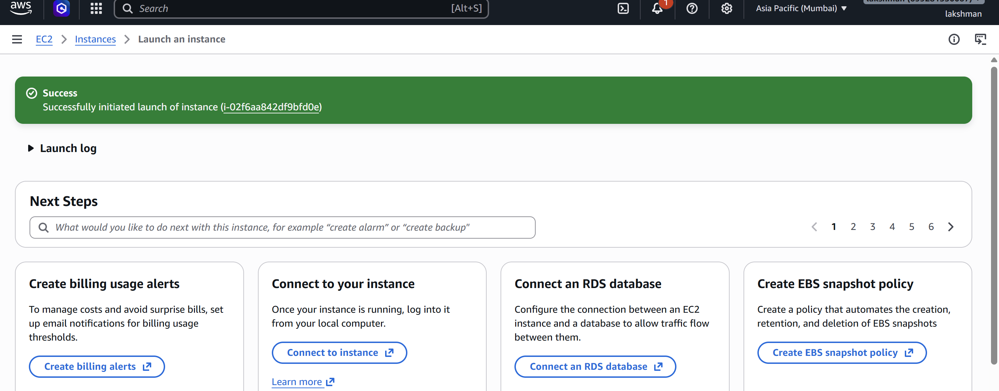 aws
Search
[Alt+S]
1
Asia Pacific (Mumbai)
lakshman
EC2
Instances
Launch an instance
Success
Successfully initiated launch of instance (i-02f6aa842df9bfd0e)
Launch log
Next Steps
What would you like to do next with this instance, for example “create alarm” or “create backup"
1 2 3 4 5 6
Create billing usage alerts
To manage costs and avoid surprise bills, set
up email notifications for billing usage
thresholds.
Create billing alerts
Connect to your instance
Once your instance is running, log into it
from your local computer.
Connect to instance
Learn more
Connect an RDS database
Configure the connection between an EC2
instance and a database to allow traffic flow
between them.
Connect an RDS database
Create EBS snapshot policy
Create a policy that automates the creation,
retention, and deletion of EBS snapshots
Create EBS snapshot policy